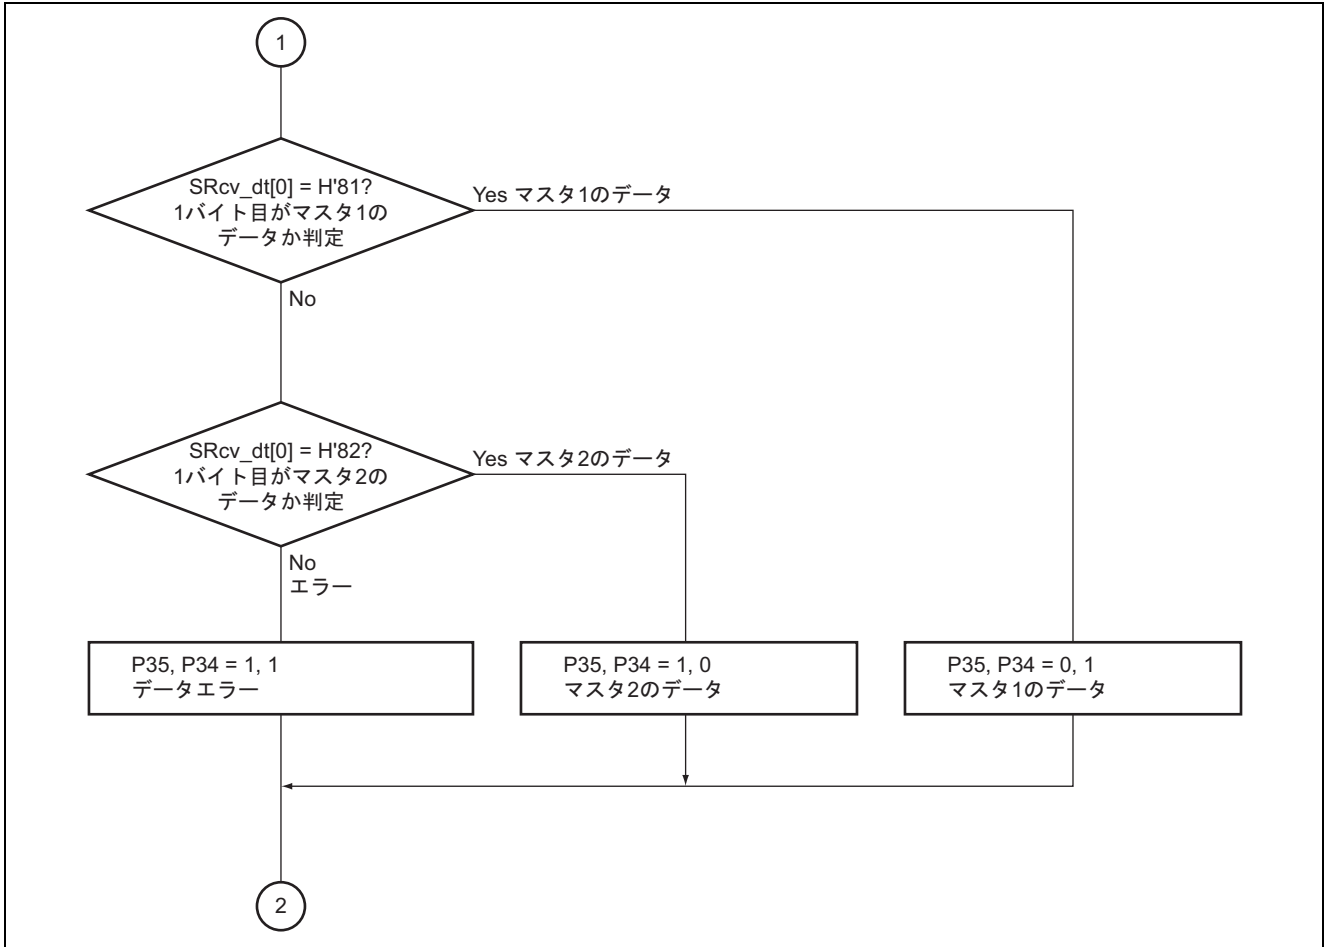 1
SRcv_dt[0] = H'81?
1バイト目がマスタ1の
データか判定
Yes マスタ1のデータ
No
SRcv_dt[0] = H'82?
1バイト目がマスタ2の
データか判定
Yes マスタ2のデータ
No
エラー
P35, P34 = 1, 1
データエラー
P35, P34 = 1, 0
マスタ2のデータ
P35, P34 = 0, 1
マスタ1のデータ
2